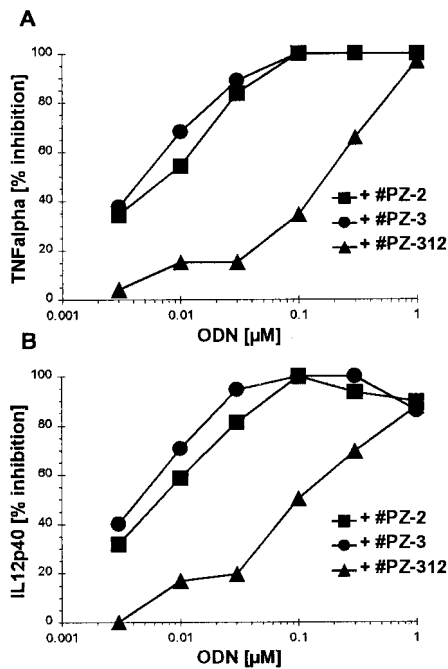 A
TNFalpha [% inhibition]
100
80
60
40
20
0
+ #PZ-2
+ #PZ-3
+ #PZ-312
0.001
0.01
0.1
1
ODN [µM]
B
IL12p40 [% inhibition]
100
80
60
40
20
0
+ #PZ-2
+ #PZ-3
+ #PZ-312
0.001
0.01
0.1
1
ODN [µM]